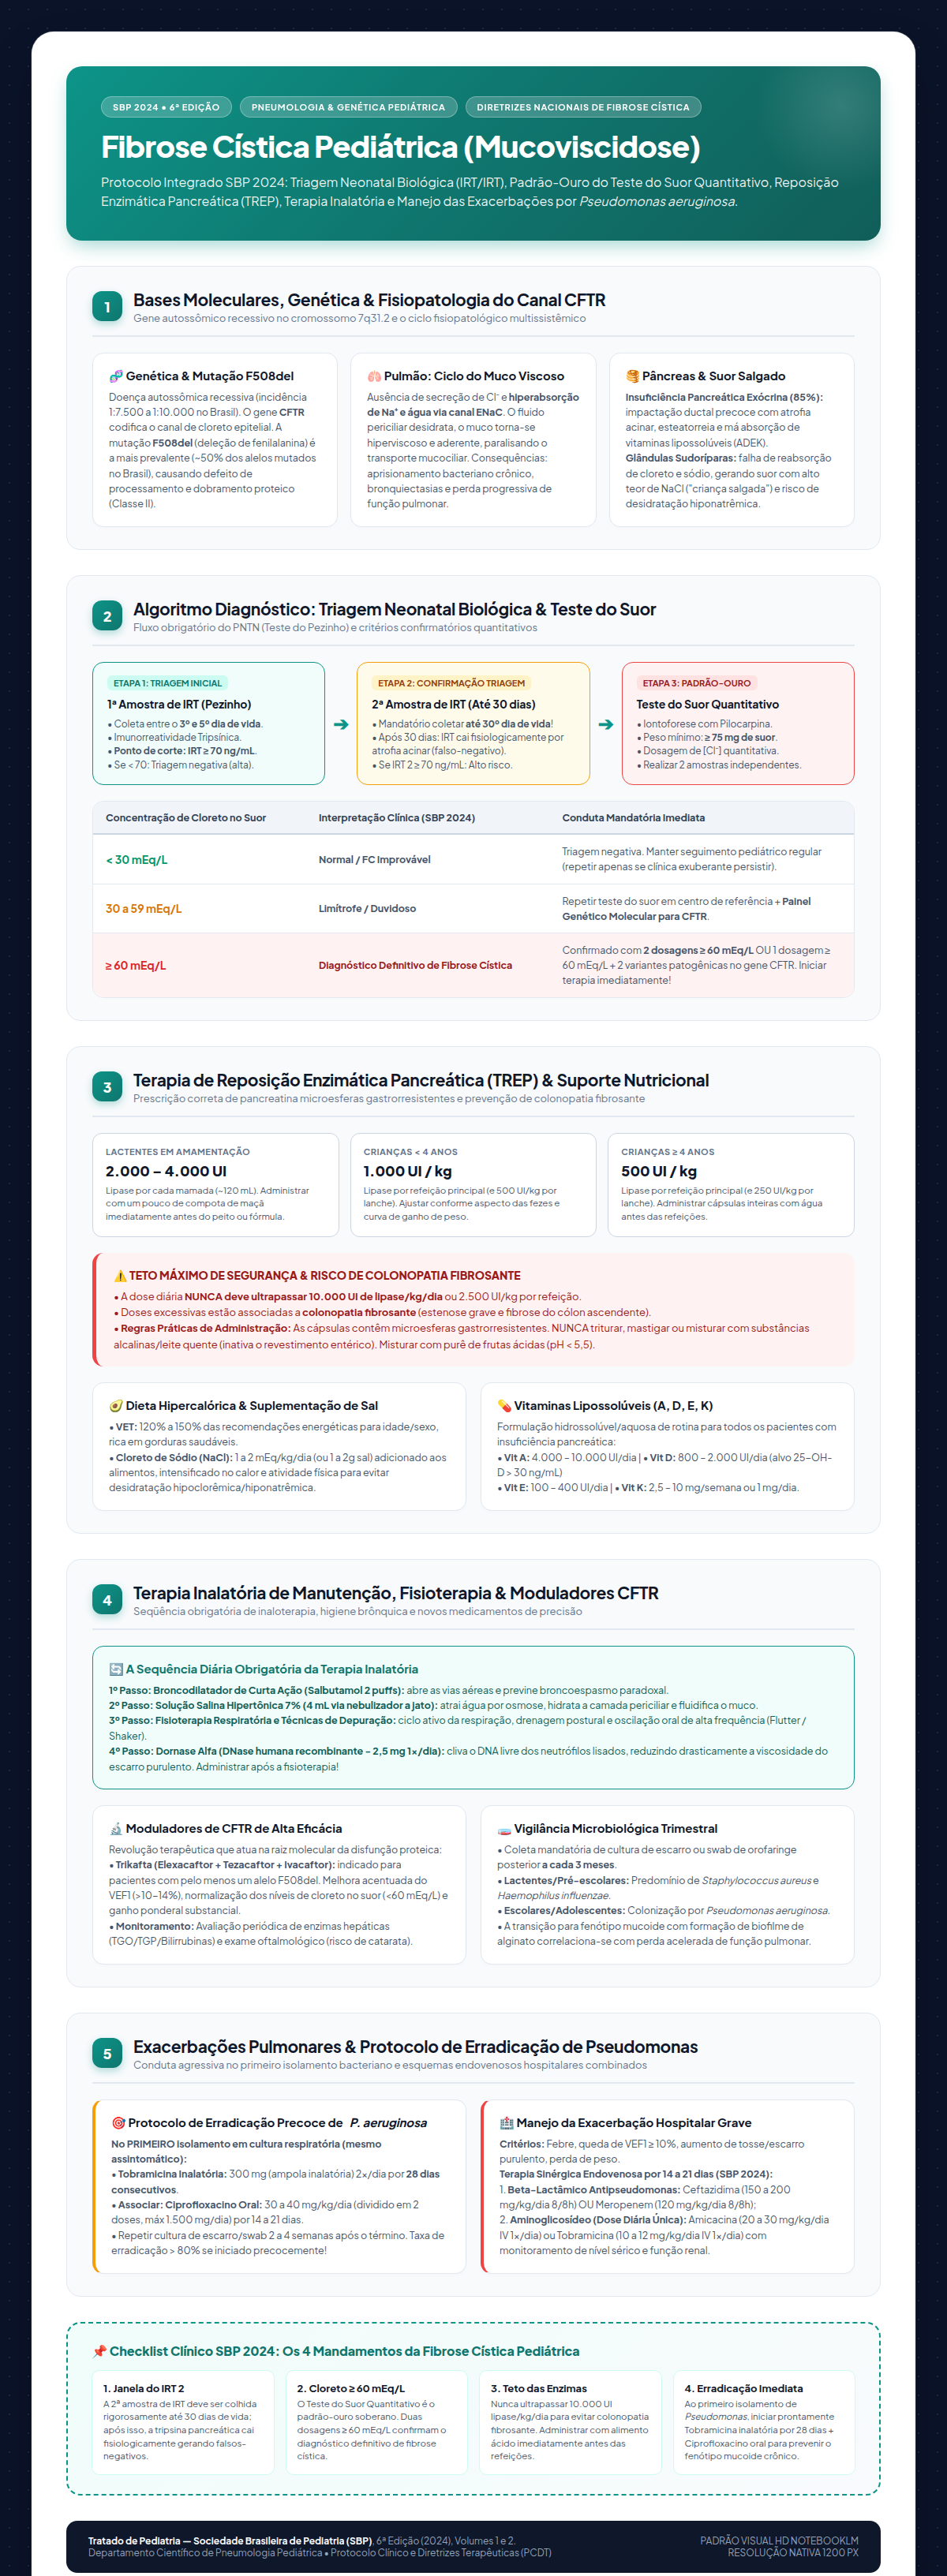 SBP 2024 • 6ª EDIÇÃO
PNEUMOLOGIA & GENÉTICA PEDIÁTRICA
DIRETRIZES NACIONAIS DE FIBROSE CÍSTICA
Fibrose Cística Pediátrica (Mucoviscidose)
Protocolo Integrado SBP 2024: Triagem Neonatal Biológica (IRT/IRT), Padrão-Ouro do Teste do Suor Quantitativo, Reposição
Enzimática Pancreática (TREP), Terapia Inalatória e Manejo das Exacerbações por Pseudomonas aeruginosa.
1
Bases Moleculares, Genética & Fisiopatologia do Canal CFTR
Gene autossômico recessivo no cromossomo 7q31.2 e o ciclo fisiopatológico multissistêmico
🧬 Genética & Mutação F508del
Doença autossômica recessiva (incidência
1:7.500 a 1:10.000 no Brasil). O gene CFTR
codifica o canal de cloreto epitelial. A
mutação F508del (deleção de fenilalanina) é
a mais prevalente (~50% dos alelos mutados
no Brasil), causando defeito de
processamento e dobramento proteico
(Classe II).
🫁 Pulmão: Ciclo do Muco Viscoso
Ausência de secreção de Cl⁻ e hiperabsorção
de Na⁺ e água via canal ENaC. O fluido
periciliar desidrata, o muco torna-se
hiperviscoso e aderente, paralisando o
transporte mucociliar. Consequências:
aprisionamento bacteriano crônico,
bronquiectasias e perda progressiva de
função pulmonar.
🥞 Pâncreas & Suor Salgado
Insuficiência Pancreática Exócrina (85%):
impactação ductal precoce com atrofia
acinar, esteatorreia e má absorção de
vitaminas lipossolúveis (ADEK).
Glândulas Sudoríparas: falha de reabsorção
de cloreto e sódio, gerando suor com alto
teor de NaCl ("criança salgada") e risco de
desidratação hiponatrêmica.
2
Algoritmo Diagnóstico: Triagem Neonatal Biológica & Teste do Suor
Fluxo obrigatório do PNTN (Teste do Pezinho) e critérios confirmatórios quantitativos
ETAPA 1: TRIAGEM INICIAL
1ª Amostra de IRT (Pezinho)
• Coleta entre o 3º e 5º dia de vida.
• Imunorreatividade Tripsínica.
• Ponto de corte: IRT ≥ 70 ng/mL.
• Se < 70: Triagem negativa (alta).
➔
ETAPA 2: CONFIRMAÇÃO TRIAGEM
2ª Amostra de IRT (Até 30 dias)
• Mandatório coletar até 30º dia de vida!
• Após 30 dias: IRT cai fisiologicamente por
atrofia acinar (falso-negativo).
• Se IRT 2 ≥ 70 ng/mL: Alto risco.
➔
ETAPA 3: PADRÃO-OURO
Teste do Suor Quantitativo
• Iontoforese com Pilocarpina.
• Peso mínimo: ≥ 75 mg de suor.
• Dosagem de [Cl⁻] quantitativa.
• Realizar 2 amostras independentes.
Concentração de Cloreto no Suor
Interpretação Clínica (SBP 2024)
Conduta Mandatória Imediata
< 30 mEq/L
Normal / FC Improvável
Triagem negativa. Manter seguimento pediátrico regular
(repetir apenas se clínica exuberante persistir).
30 a 59 mEq/L
Limítrofe / Duvidoso
Repetir teste do suor em centro de referência + Painel
Genético Molecular para CFTR.
≥ 60 mEq/L
Diagnóstico Definitivo de Fibrose Cística
Confirmado com 2 dosagens ≥ 60 mEq/L OU 1 dosagem ≥
60 mEq/L + 2 variantes patogênicas no gene CFTR. Iniciar
terapia imediatamente!
3
Terapia de Reposição Enzimática Pancreática (TREP) & Suporte Nutricional
Prescrição correta de pancreatina microesferas gastrorresistentes e prevenção de colonopatia fibrosante
LACTENTES EM AMAMENTAÇÃO
2.000 – 4.000 UI
Lipase por cada mamada (~120 mL). Administrar
com um pouco de compota de maçã
imediatamente antes do peito ou fórmula.
CRIANÇAS < 4 ANOS
1.000 UI / kg
Lipase por refeição principal (e 500 UI/kg por
lanche). Ajustar conforme aspecto das fezes e
curva de ganho de peso.
CRIANÇAS ≥ 4 ANOS
500 UI / kg
Lipase por refeição principal (e 250 UI/kg por
lanche). Administrar cápsulas inteiras com água
antes das refeições.
⚠️ TETO MÁXIMO DE SEGURANÇA & RISCO DE COLONOPATIA FIBROSANTE
• A dose diária NUNCA deve ultrapassar 10.000 UI de lipase/kg/dia ou 2.500 UI/kg por refeição.
• Doses excessivas estão associadas a colonopatia fibrosante (estenose grave e fibrose do cólon ascendente).
• Regras Práticas de Administração: As cápsulas contêm microesferas gastrorresistentes. NUNCA triturar, mastigar ou misturar com substâncias
alcalinas/leite quente (inativa o revestimento entérico). Misturar com purê de frutas ácidas (pH < 5,5).
🥑 Dieta Hipercalórica & Suplementação de Sal
• VET: 120% a 150% das recomendações energéticas para idade/sexo,
rica em gorduras saudáveis.
• Cloreto de Sódio (NaCl): 1 a 2 mEq/kg/dia (ou 1 a 2g sal) adicionado aos
alimentos, intensificado no calor e atividade física para evitar
desidratação hipoclorêmica/hiponatrêmica.
💊 Vitaminas Lipossolúveis (A, D, E, K)
Formulação hidrossolúvel/aquosa de rotina para todos os pacientes com
insuficiência pancreática:
• Vit A: 4.000 – 10.000 UI/dia | • Vit D: 800 – 2.000 UI/dia (alvo 25-OH-
D > 30 ng/mL)
• Vit E: 100 – 400 UI/dia | • Vit K: 2,5 – 10 mg/semana ou 1 mg/dia.
4
Terapia Inalatória de Manutenção, Fisioterapia & Moduladores CFTR
Seqüência obrigatória de inaloterapia, higiene brônquica e novos medicamentos de precisão
🔄 A Sequência Diária Obrigatória da Terapia Inalatória
1º Passo: Broncodilatador de Curta Ação (Salbutamol 2 puffs): abre as vias aéreas e previne broncoespasmo paradoxal.
2º Passo: Solução Salina Hipertônica 7% (4 mL via nebulizador a jato): atrai água por osmose, hidrata a camada periciliar e fluidifica o muco.
3º Passo: Fisioterapia Respiratória e Técnicas de Depuração: ciclo ativo da respiração, drenagem postural e oscilação oral de alta frequência (Flutter /
Shaker).
4º Passo: Dornase Alfa (DNase humana recombinante - 2,5 mg 1x/dia): cliva o DNA livre dos neutrófilos lisados, reduzindo drasticamente a viscosidade do
escarro purulento. Administrar após a fisioterapia!
🔬 Moduladores de CFTR de Alta Eficácia
Revolução terapêutica que atua na raiz molecular da disfunção proteica:
• Trikafta (Elexacaftor + Tezacaftor + Ivacaftor): indicado para
pacientes com pelo menos um alelo F508del. Melhora acentuada do
VEF1 (>10-14%), normalização dos níveis de cloreto no suor (<60 mEq/L) e
ganho ponderal substancial.
• Monitoramento: Avaliação periódica de enzimas hepáticas
(TGO/TGP/Bilirrubinas) e exame oftalmológico (risco de catarata).
🧫 Vigilância Microbiológica Trimestral
• Coleta mandatória de cultura de escarro ou swab de orofaringe
posterior a cada 3 meses.
• Lactentes/Pré-escolares: Predomínio de Staphylococcus aureus e
Haemophilus influenzae.
• Escolares/Adolescentes: Colonização por Pseudomonas aeruginosa.
• A transição para fenótipo mucoide com formação de biofilme de
alginato correlaciona-se com perda acelerada de função pulmonar.
5
Exacerbações Pulmonares & Protocolo de Erradicação de Pseudomonas
Conduta agressiva no primeiro isolamento bacteriano e esquemas endovenosos hospitalares combinados
🎯 Protocolo de Erradicação Precoce de P. aeruginosa
No PRIMEIRO isolamento em cultura respiratória (mesmo
assintomático):
• Tobramicina Inalatória: 300 mg (ampola inalatória) 2x/dia por 28 dias
consecutivos.
• Associar: Ciprofloxacino Oral: 30 a 40 mg/kg/dia (dividido em 2
doses, máx 1.500 mg/dia) por 14 a 21 dias.
• Repetir cultura de escarro/swab 2 a 4 semanas após o término. Taxa de
erradicação > 80% se iniciado precocemente!
🏥 Manejo da Exacerbação Hospitalar Grave
Critérios: Febre, queda de VEF1 ≥ 10%, aumento de tosse/escarro
purulento, perda de peso.
Terapia Sinérgica Endovenosa por 14 a 21 dias (SBP 2024):
1. Beta-Lactâmico Antipseudomonas: Ceftazidima (150 a 200
mg/kg/dia 8/8h) OU Meropenem (120 mg/kg/dia 8/8h);
2. Aminoglicosídeo (Dose Diária Única): Amicacina (20 a 30 mg/kg/dia
IV 1x/dia) ou Tobramicina (10 a 12 mg/kg/dia IV 1x/dia) com
monitoramento de nível sérico e função renal.
📌 Checklist Clínico SBP 2024: Os 4 Mandamentos da Fibrose Cística Pediátrica
1. Janela do IRT 2
A 2ª amostra de IRT deve ser colhida
rigorosamente até 30 dias de vida;
após isso, a tripsina pancreática cai
fisiologicamente gerando falsos-
negativos.
2. Cloreto ≥ 60 mEq/L
O Teste do Suor Quantitativo é o
padrão-ouro soberano. Duas
dosagens ≥ 60 mEq/L confirmam o
diagnóstico definitivo de fibrose
cística.
3. Teto das Enzimas
Nunca ultrapassar 10.000 UI
lipase/kg/dia para evitar colonopatia
fibrosante. Administrar com alimento
ácido imediatamente antes das
refeições.
4. Erradicação Imediata
Ao primeiro isolamento de
Pseudomonas, iniciar prontamente
Tobramicina inalatória por 28 dias +
Ciprofloxacino oral para prevenir o
fenótipo mucoide crônico.
Tratado de Pediatria — Sociedade Brasileira de Pediatria (SBP), 6ª Edição (2024), Volumes 1 e 2.
Departamento Científico de Pneumologia Pediátrica • Protocolo Clínico e Diretrizes Terapêuticas (PCDT)
PADRÃO VISUAL HD NOTEBOOKLM
RESOLUÇÃO NATIVA 1200 PX